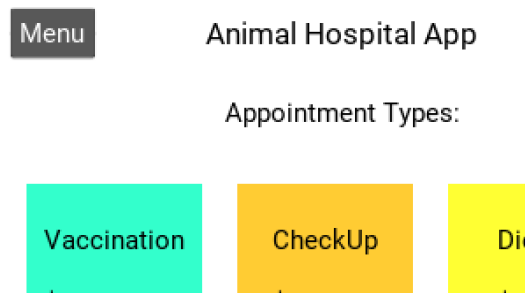 Menu
Animal Hospital App
Appointment Types:
Vaccination
CheckUp